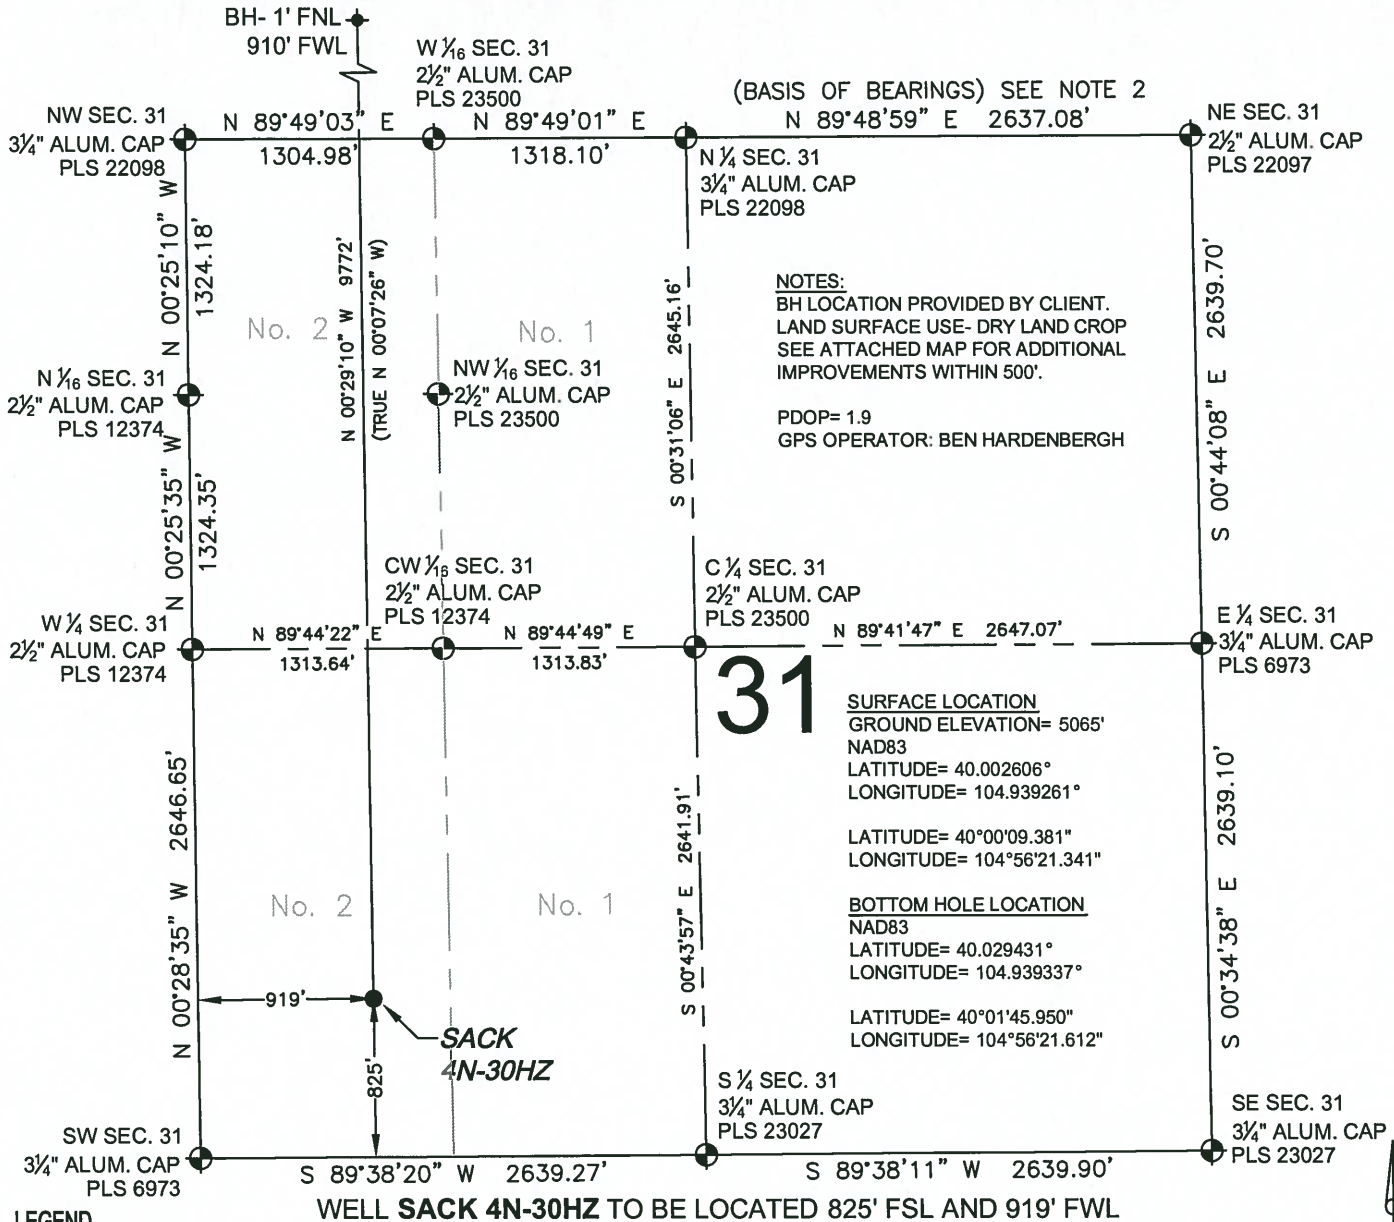 BH- 1' FNL
910' FWL
W 1⁄16 SEC. 31
2½" ALUM. CAP
PLS 23500
(BASIS OF BEARINGS) SEE NOTE 2
NW SEC. 31
3¼" ALUM. CAP
PLS 22098
N 89°49'03" E
1304.98'
N 89°49'01" E
1318.10'
N 89°48'59" E 2637.08'
NE SEC. 31
2½" ALUM. CAP
PLS 22097
N ¼ SEC. 31
3¼" ALUM. CAP
PLS 22098
N 00°25'10" W
1324.18'
No. 2
N 00°29'10" W 9772'
(TRUE N 00°07'26" W)
No. 1
S 00°31'06" E 2645.16'
NOTES:
BH LOCATION PROVIDED BY CLIENT.
LAND SURFACE USE- DRY LAND CROP
SEE ATTACHED MAP FOR ADDITIONAL
IMPROVEMENTS WITHIN 500'.
PDOP= 1.9
GPS OPERATOR: BEN HARDENBERGH
S 00°44'08" E 2639.70'
N 1⁄16 SEC. 31
2½" ALUM. CAP
PLS 12374
NW 1⁄16 SEC. 31
2½" ALUM. CAP
PLS 23500
N 00°25'35" W
1324.35'
CW 1⁄16 SEC. 31
2½" ALUM. CAP
PLS 12374
C ¼ SEC. 31
2½" ALUM. CAP
PLS 23500
W ¼ SEC. 31
2½" ALUM. CAP
PLS 12374
N 89°44'22" E
1313.64'
N 89°44'49" E
1313.83'
N 89°41'47" E 2647.07'
E ¼ SEC. 31
3¼" ALUM. CAP
PLS 6973
31
SURFACE LOCATION
GROUND ELEVATION= 5065'
NAD83
LATITUDE= 40.002606°
LONGITUDE= 104.939261°
LATITUDE= 40°00'09.381"
LONGITUDE= 104°56'21.341"
BOTTOM HOLE LOCATION
NAD83
LATITUDE= 40.029431°
LONGITUDE= 104.939337°
LATITUDE= 40°01'45.950"
LONGITUDE= 104°56'21.612"
N 00°28'35" W 2646.65'
No. 2
No. 1
S 00°43'57" E 2641.91'
S 00°34'38" E 2639.10'
919'
SACK
4N-30HZ
825'
S ¼ SEC. 31
3¼" ALUM. CAP
PLS 23027
SW SEC. 31
3¼" ALUM. CAP
PLS 6973
SE SEC. 31
3¼" ALUM. CAP
PLS 23027
S 89°38'20" W 2639.27'
S 89°38'11" W 2639.90'
WELL SACK 4N-30HZ TO BE LOCATED 825' FSL AND 919' FWL
LEGEND